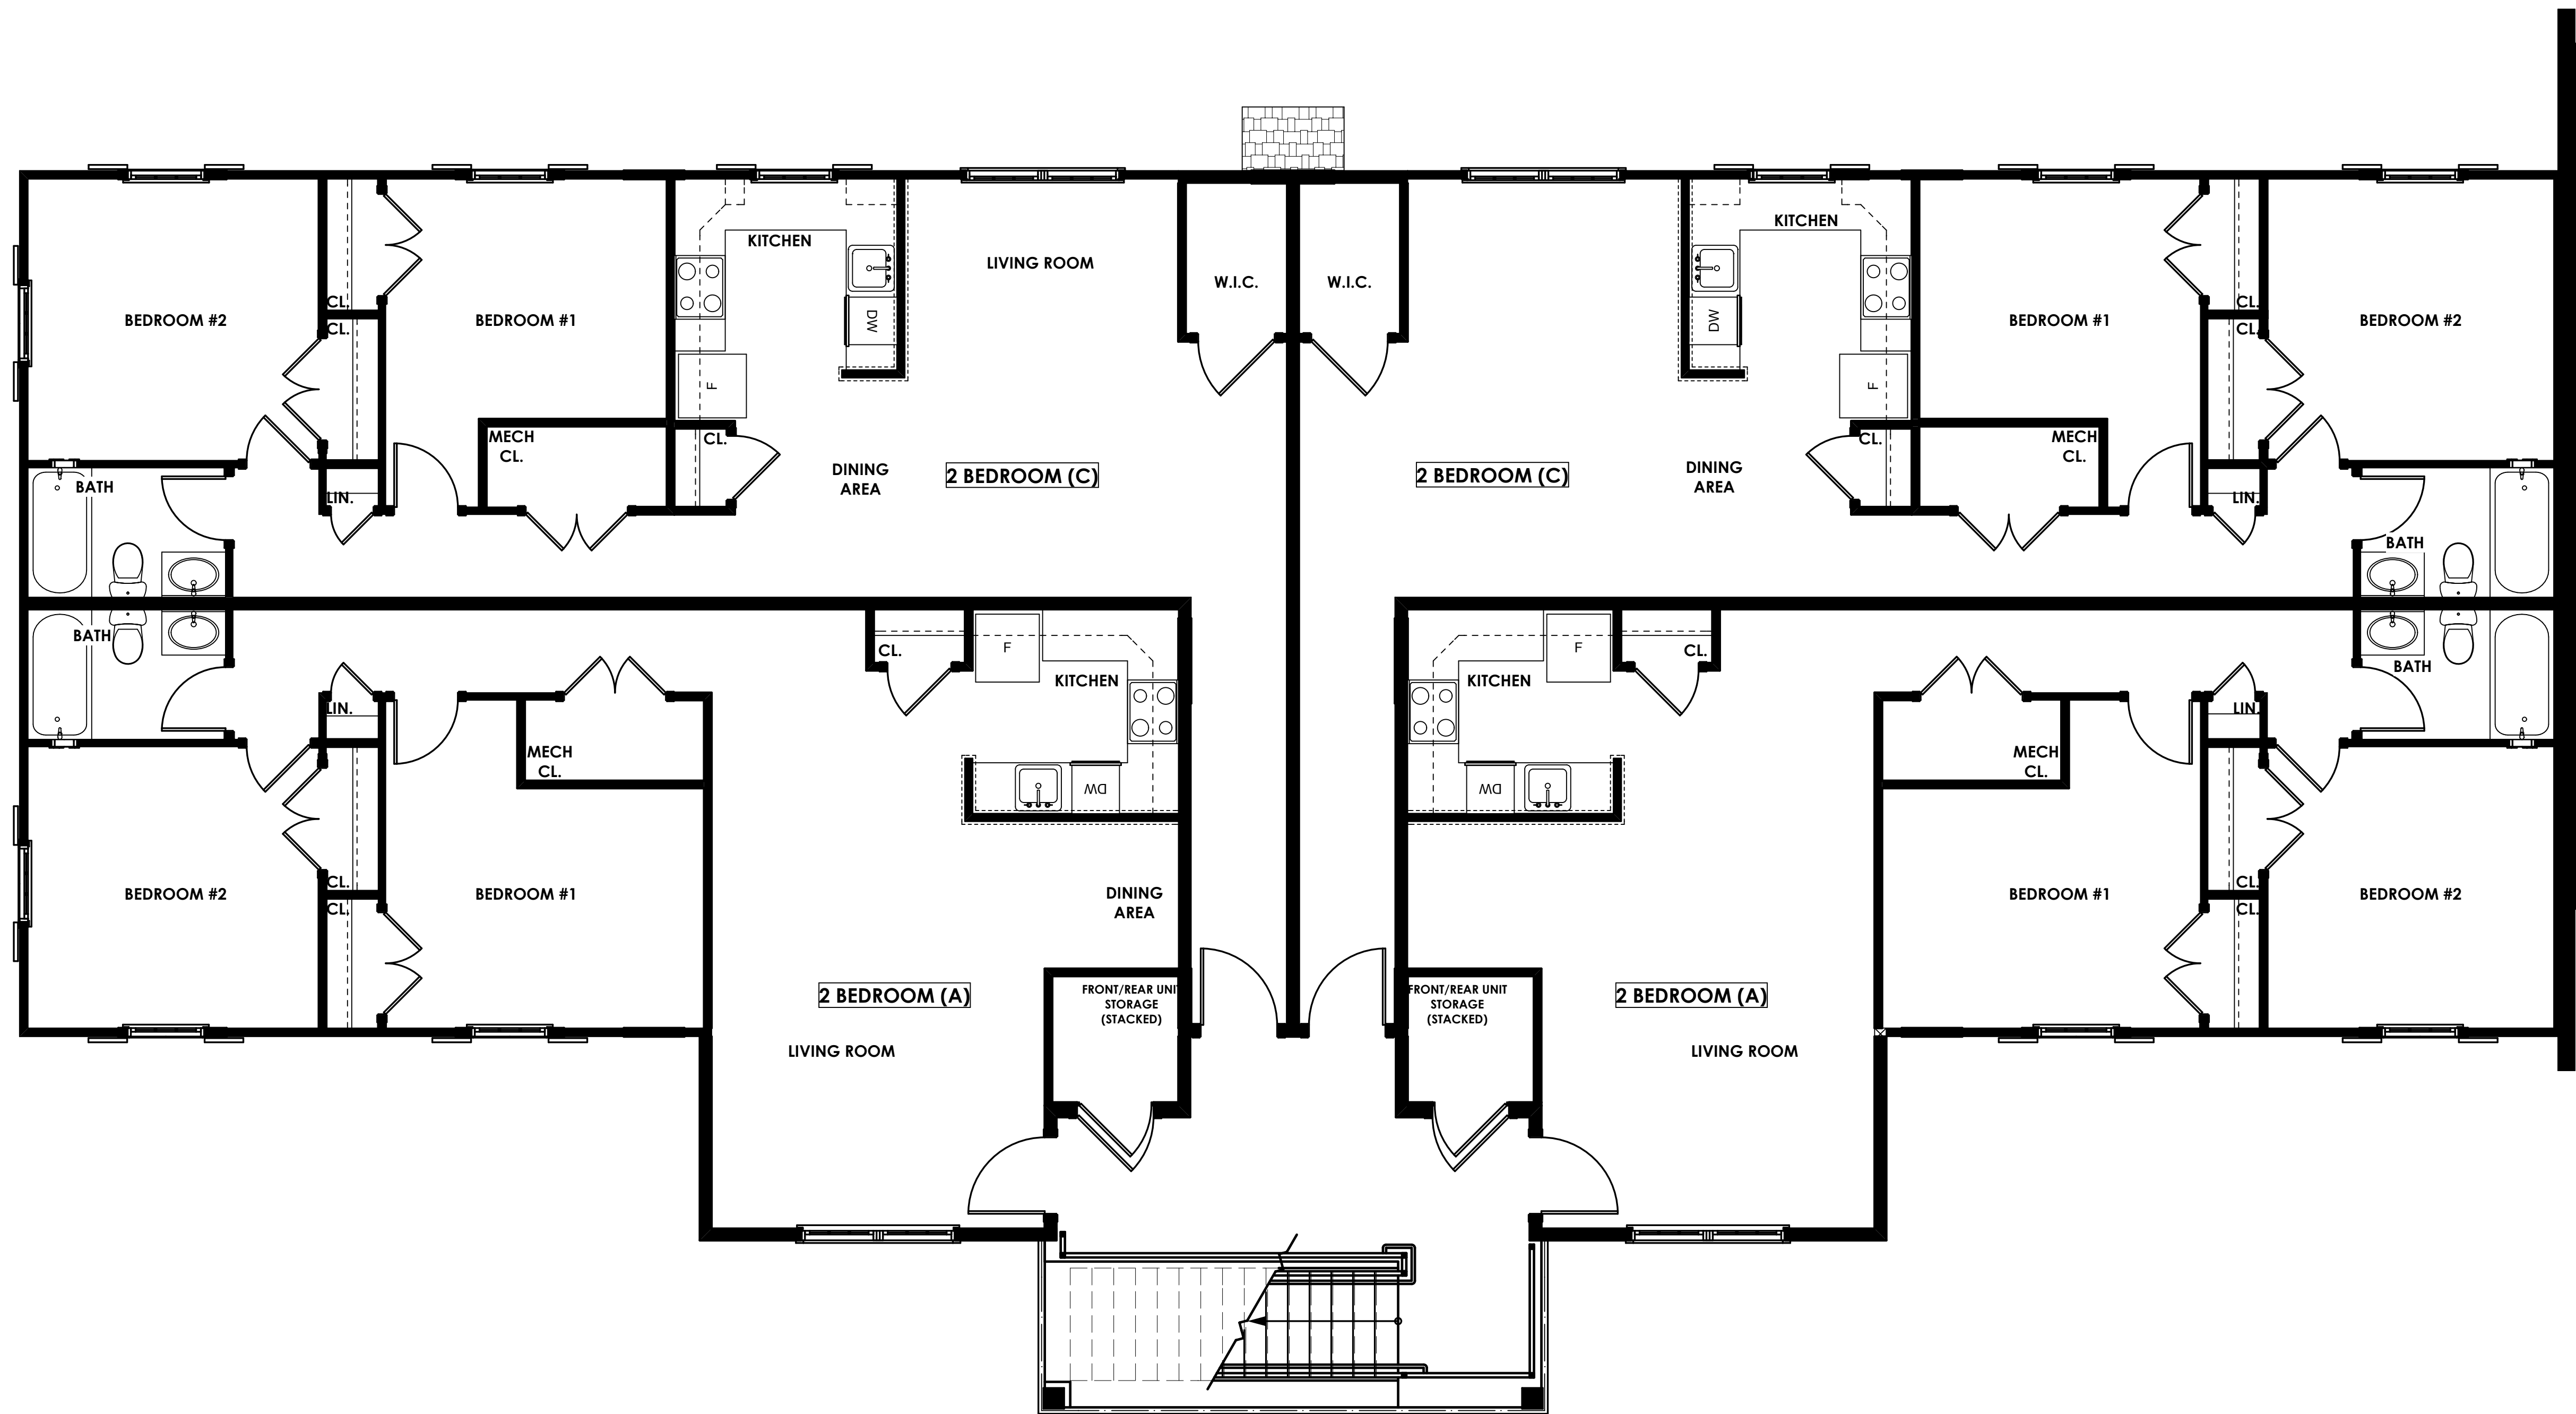 KITCHEN
KITCHEN
LIVING ROOM
W.I.C.
W.I.C.
CL.
CL.
BEDROOM #2
BEDROOM #1
DW
DW
BEDROOM #1
BEDROOM #2
CL.
CL.
F
F
MECH
CL.
CL.
DINING
AREA
2 BEDROOM (C)
2 BEDROOM (C)
DINING
AREA
CL.
MECH
CL.
BATH
LIN.
LIN.
BATH
BATH
CL.
F
F
CL.
BATH
KITCHEN
KITCHEN
LIN.
LIN.
MECH
CL.
MECH
CL.
DW
DW
CL.
CL.
BEDROOM #2
BEDROOM #1
DINING
AREA
BEDROOM #1
BEDROOM #2
CL.
CL.
2 BEDROOM (A)
FRONT/REAR UNIT
STORAGE
(STACKED)
FRONT/REAR UNIT
STORAGE
(STACKED)
2 BEDROOM (A)
LIVING ROOM
LIVING ROOM